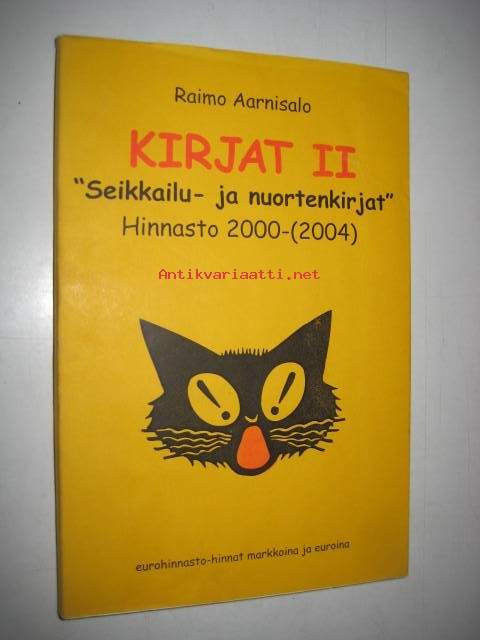 Raimo Aarnisalo
KIRJAT II
"Seikkailu- ja nuortenkirjat"
Hinnasto 2000-(2004)
Antikvariaatti.net
eurohinnasto-hinnat markkoina ja euroina